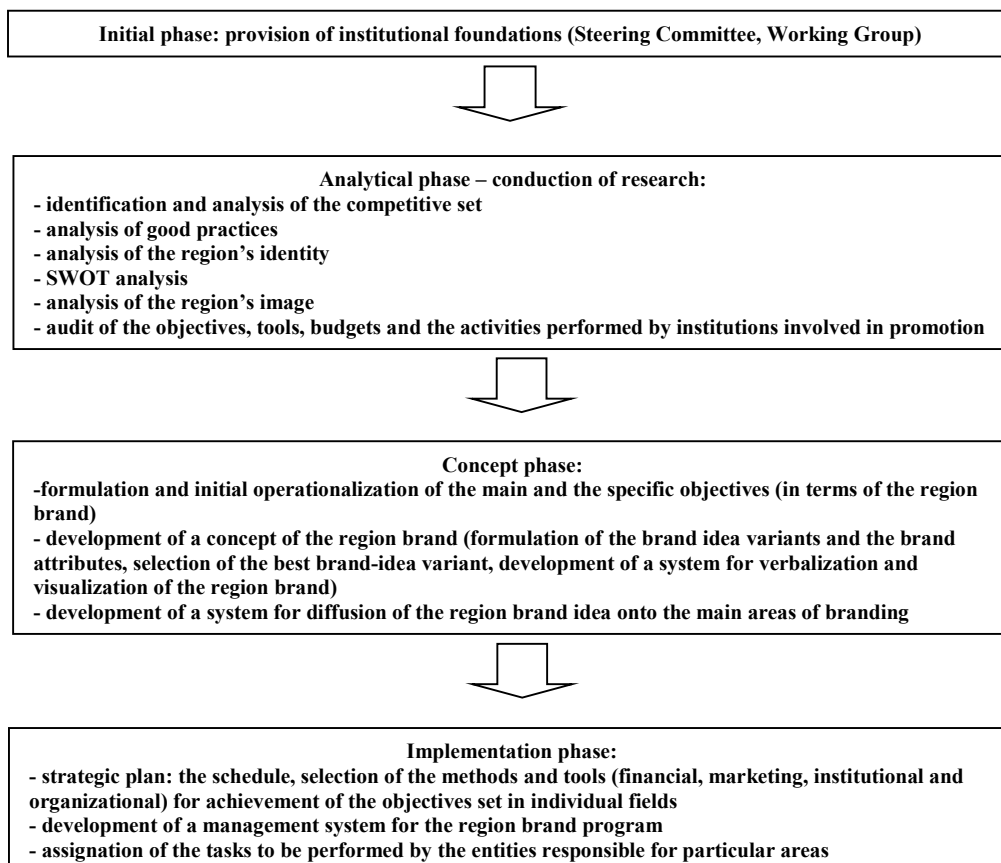 Initial phase: provision of institutional foundations (Steering Committee, Working Group)
Analytical phase – conduction of research:
- identification and analysis of the competitive set
- analysis of good practices
- analysis of the region’s identity
- SWOT analysis
- analysis of the region’s image
- audit of the objectives, tools, budgets and the activities performed by institutions involved in promotion
Concept phase:
-formulation and initial operationalization of the main and the specific objectives (in terms of the region
brand)
- development of a concept of the region brand (formulation of the brand idea variants and the brand
attributes, selection of the best brand-idea variant, development of a system for verbalization and
visualization of the region brand)
- development of a system for diffusion of the region brand idea onto the main areas of branding
Implementation phase:
- strategic plan: the schedule, selection of the methods and tools (financial, marketing, institutional and
organizational) for achievement of the objectives set in individual fields
- development of a management system for the region brand program
- assignation of the tasks to be performed by the entities responsible for particular areas